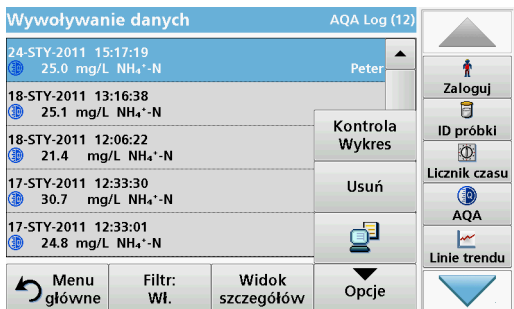 Wywoływanie danych
AQA Log (12)
24-STY-2011 15:17:19
25.0 mg/L NH₄⁺-N
Peter
18-STY-2011 13:16:38
25.1 mg/L NH₄⁺-N
18-STY-2011 12:06:22
21.4 mg/L NH₄⁺-N
17-STY-2011 12:33:30
30.7 mg/L NH₄⁺-N
17-STY-2011 12:33:01
24.8 mg/L NH₄⁺-N
Kontrola
Wykres
Usuń
Menu
główne
Filtr:
Wł.
Widok
szczegółów
Opcje
Zaloguj
ID próbki
Licznik czasu
AQA
Linie trendu